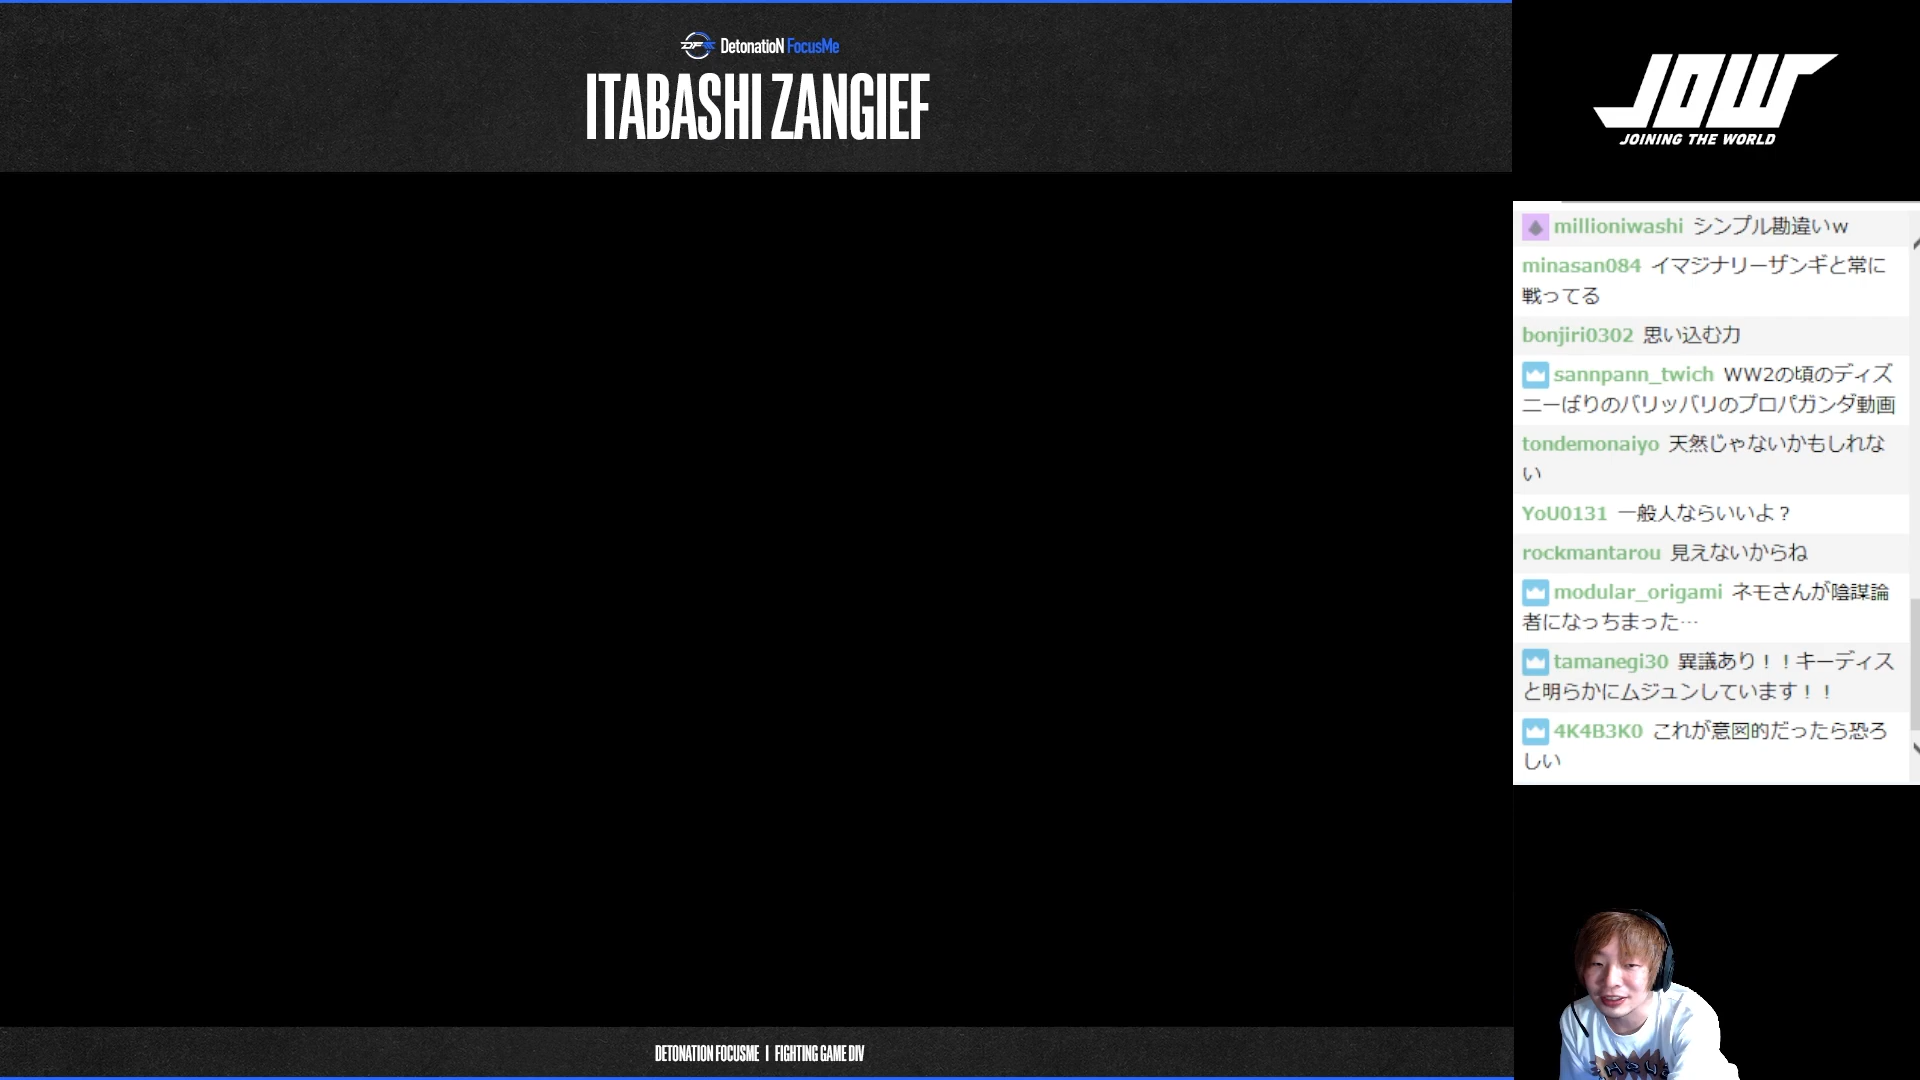 DetonatioN FocusMe
ITABASHI ZANGIEF
JOW
JOINING THE WORLD
millioniwashi シンプル勘違いｗ
minasan084 イマジナリーザンギと常に
戦ってる
bonjiri0302 思い込む力
sannpann_twich WW2の頃のディズ
ニーばりのバリッバリのプロパガンダ動画
tondemonaiyo 天然じゃないかもしれな
い
YoU0131 一般人ならいいよ？
rockmantarou 見えないからね
modular_origami ネモさんが陰謀論
者になっちまった…
tamanegi30 異議あり！！キーディス
と明らかにムジュンしています！！
4K4B3K0 これが意図的だったら恐ろ
しい
DETONATION FOCUSME | FIGHTING GAME DIV